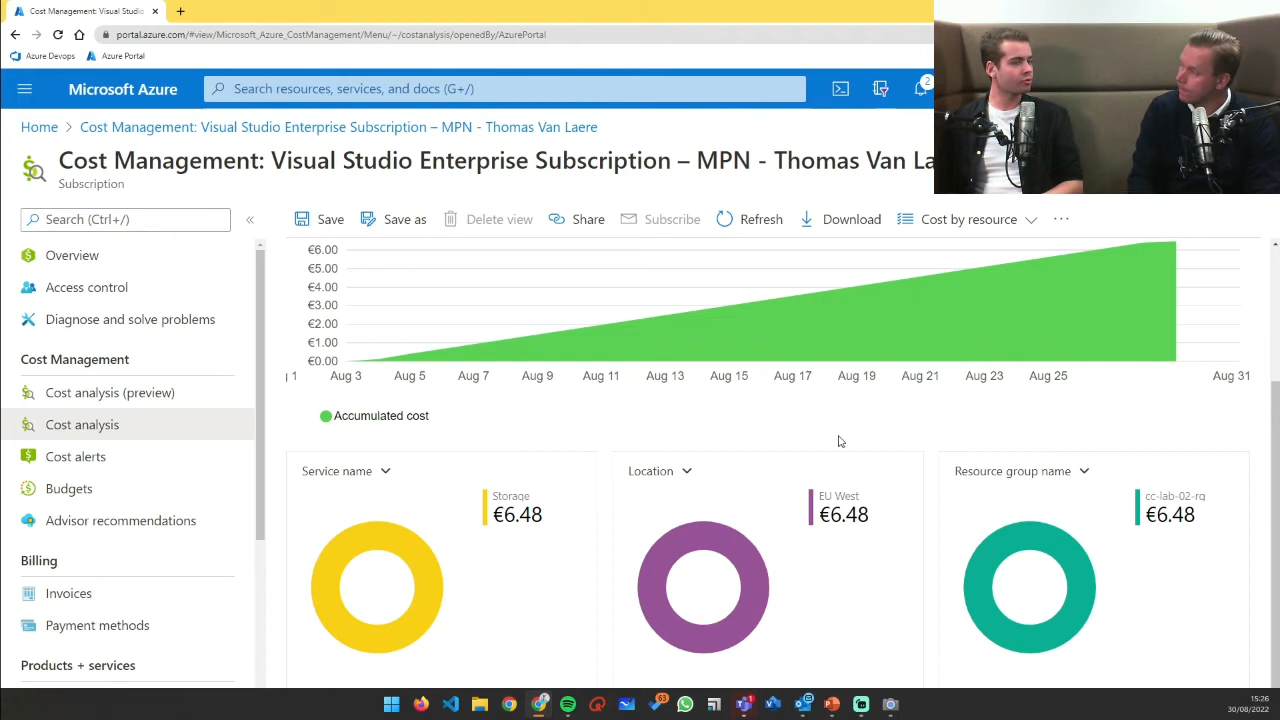 Cost Management: Visual Studio
portal.azure.com/#view/Microsoft_Azure_CostManagement/Menu/~/costanalysis/openedBy/AzurePortal
Azure Devops Azure Portal
Microsoft Azure
Search resources, services, and docs (G+/)
2
Home > Cost Management: Visual Studio Enterprise Subscription – MPN - Thomas Van Laere
Cost Management: Visual Studio Enterprise Subscription – MPN - Thomas Van La
Subscription
Search (Ctrl+/)
«
Save Save as Delete view Share Subscribe Refresh Download Cost by resource ···
Overview
Access control
Diagnose and solve problems
Cost Management
Cost analysis (preview)
Cost analysis
Cost alerts
Budgets
Advisor recommendations
Billing
Invoices
Payment methods
Products + services
€6.00
€5.00
€4.00
€3.00
€2.00
€1.00
€0.00
1 Aug 3 Aug 5 Aug 7 Aug 9 Aug 11 Aug 13 Aug 15 Aug 17 Aug 19 Aug 21 Aug 23 Aug 25 Aug 31
Accumulated cost
Service name
Storage
€6.48
Location
EU West
€6.48
Resource group name
cc-lab-02-rg
€6.48
63
15:26
30/08/2022